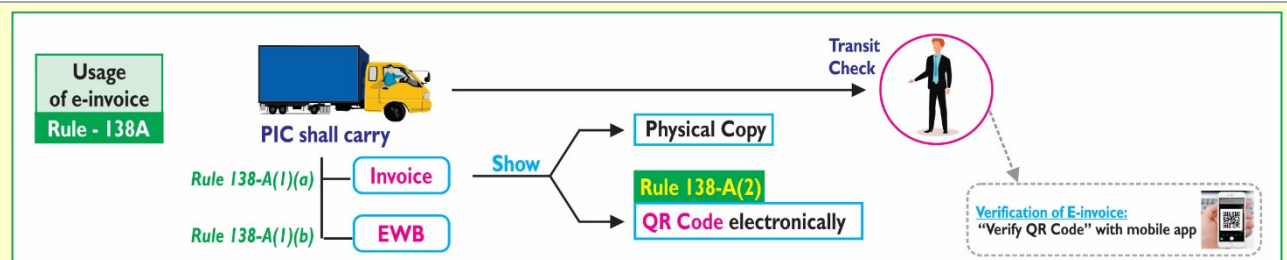 Usage
of e-invoice
Rule - 138A
PIC shall carry
Transit
Check
Rule 138-A(1)(a)
Invoice
Show
Physical Copy
Rule 138-A(2)
QR Code electronically
Rule 138-A(1)(b)
EWB
Verification of E-invoice:
“Verify QR Code” with mobile app